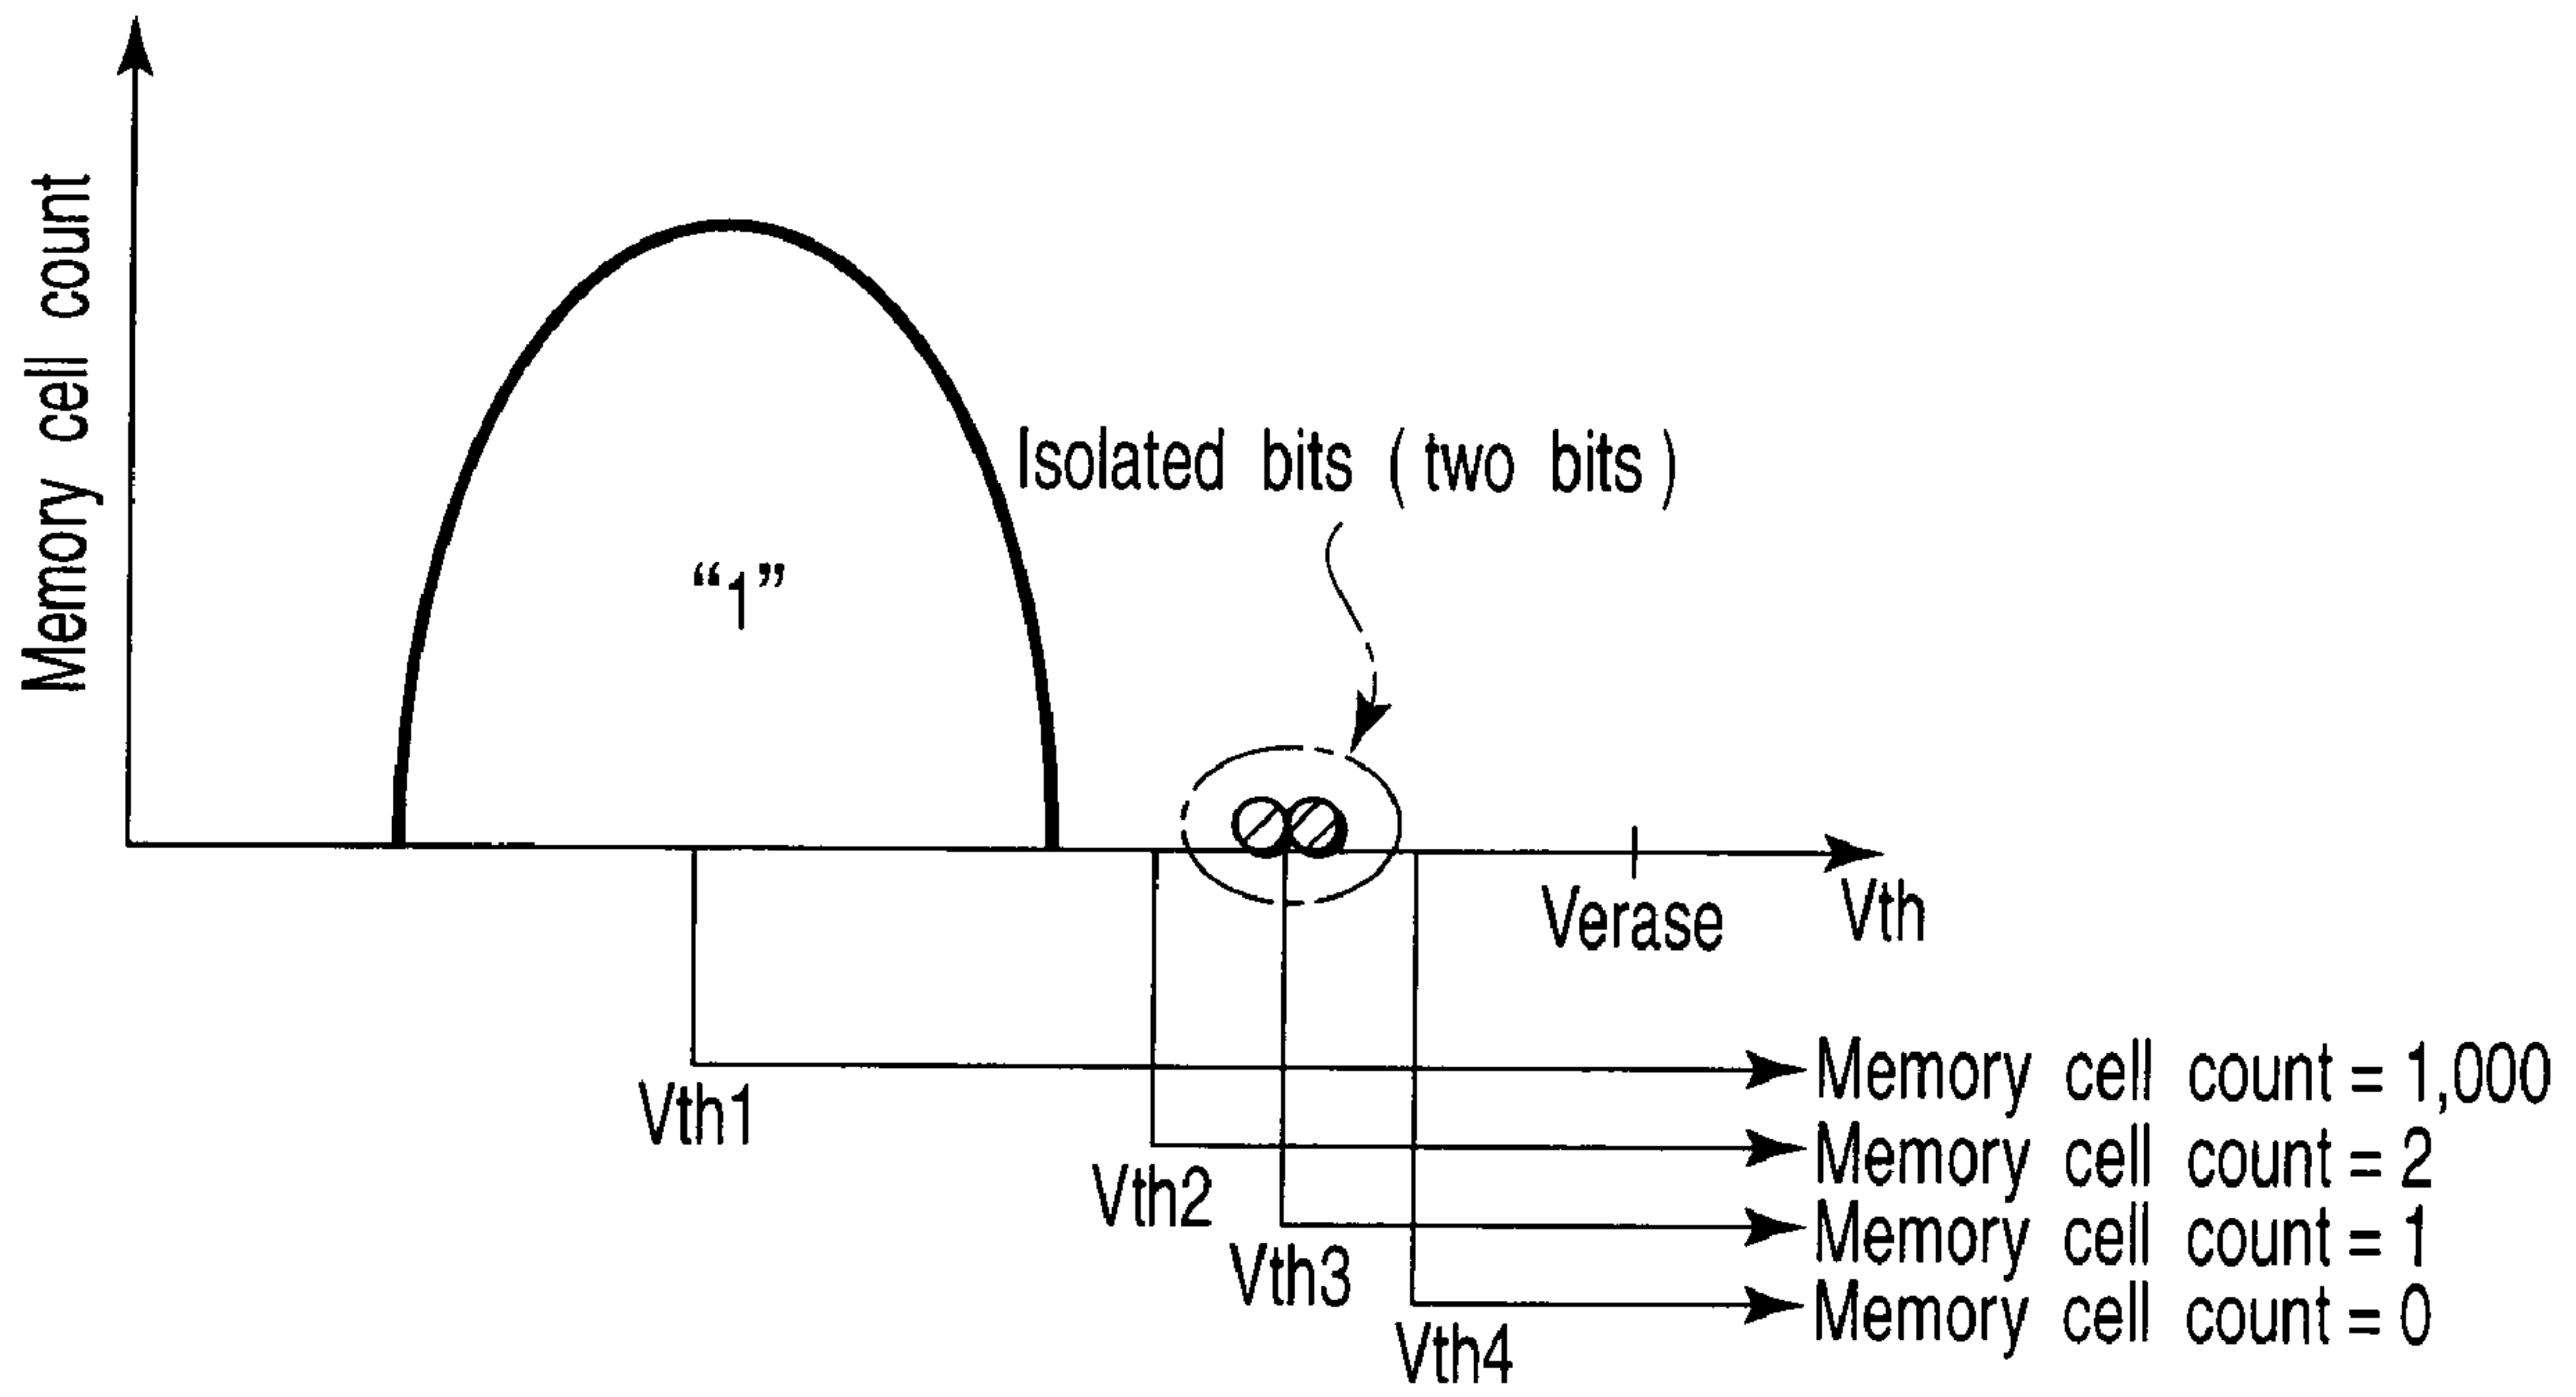 Memory cell count
Isolated bits ( two bits )
“1”
Verase
Vth
Vth1
Memory cell count = 1,000
Vth2
Memory cell count = 2
Vth3
Memory cell count = 1
Vth4
Memory cell count = 0